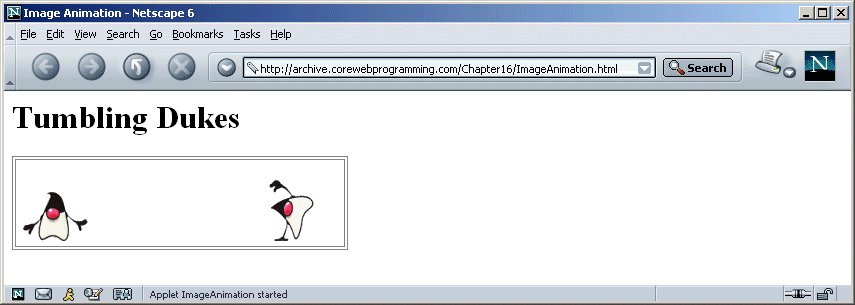 Image Animation - Netscape 6
File Edit View Search Go Bookmarks Tasks Help
http://archive.corewebprogramming.com/Chapter16/ImageAnimation.html
Search
N
Tumbling Dukes
Applet ImageAnimation started